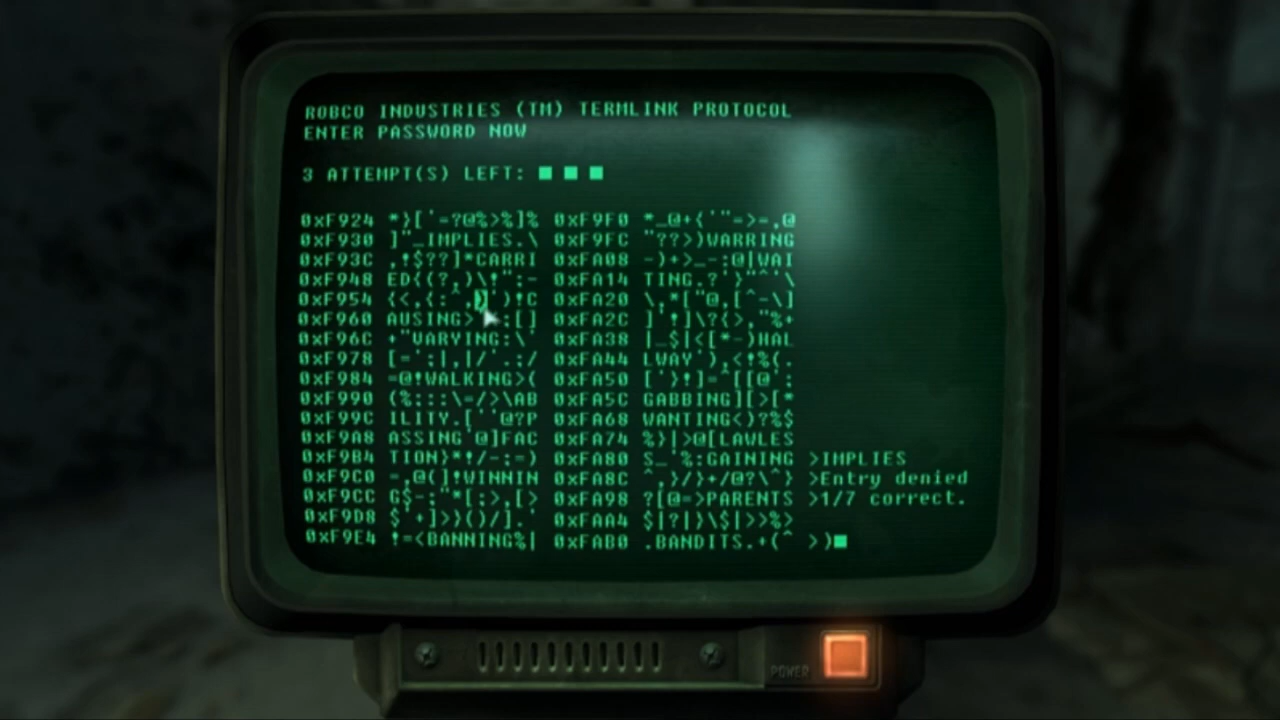 ROBCO INDUSTRIES (TM) TERMLINK PROTOCOL
ENTER PASSWORD NOW
3 ATTEMPT(S) LEFT: ■ ■ ■
0xF924 *}['=?@%>%]% 0xF9F0 *_@+{'"=>=,@
0xF930 ]"_IMPLIES.\ 0xF9FC "??>)WARRING
0xF93C ,!$??]*CARRI 0xFA08 -)+>_-:@|WAI
0xF948 ED{(?,)\!":- 0xFA14 TING.?'}"^'\
0xF954 {<,{:^,}')!C 0xFA20 \,*["@,[^-\]
0xF960 AUSING> :[] 0xFA2C ]'!]\?{>,"%+
0xF96C +"VARYING:\' 0xFA38 |_$|<[*-)HAL
0xF978 [=':|,|/'.:/ 0xFA44 LWAY'),<!%(.
0xF984 =@!WALKING>( 0xFA50 ['}!]=^[[@':
0xF990 (%:::\=/>\AB 0xFA5C GABBING][>[*
0xF99C ILITY.[''@?P 0xFA68 WANTING<)?%$
0xF9A8 ASSING'@]FAC 0xFA74 %}|>@[LAWLES
0xF9B4 TION}*!/-:=) 0xFA80 S_'%:GAINING >IMPLIES
0xF9C0 =,@(]!WINNIN 0xFA8C ^,}/}+/@?\^} >Entry denied
0xF9CC G$-;"*[;>,[> 0xFA98 ?[@=>PARENTS >1/7 correct.
0xF9D8 $'+]>}()/].' 0xFAA4 $|?|}\$|>>%>
0xF9E4 !=<BANNING%| 0xFAB0 .BANDITS.+(^ >)■
POWER